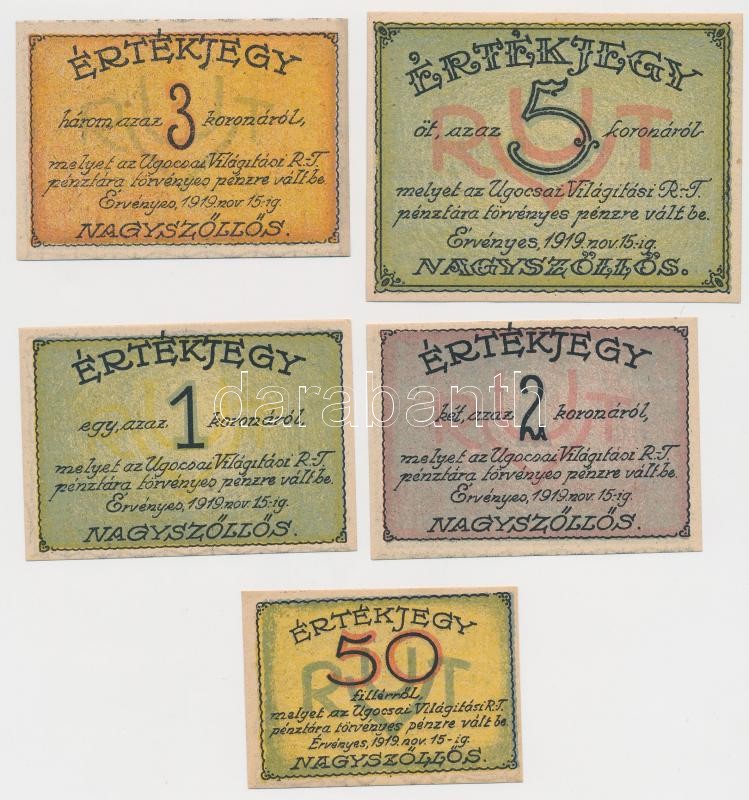 ÉRTÉKJEGY
három, azaz 3 koronáról,
melyet az Ugocsai Világitási R.-T.
pénztára törvényes pénzre vált be.
Érvényes, 1919. nov. 15.-ig.
NAGYSZŐLLŐS.
ÉRTÉKJEGY
RUT
öt, azaz 5 koronáról
melyet az Ugocsai Világitási R.-T.
pénztára törvényes pénzre vált be.
Érvényes, 1919. nov. 15.-ig.
NAGYSZŐLLŐS.
ÉRTÉKJEGY
egy, azaz 1 koronáról,
melyet az Ugocsai Világitási R.-T.
pénztára törvényes pénzre vált be.
Érvényes, 1919. nov. 15.-ig.
NAGYSZŐLLŐS.
ÉRTÉKJEGY
RUT
két, azaz 2 koronáról,
melyet az Ugocsai Világitási R.-T.
pénztára törvényes pénzre vált be.
Érvényes, 1919. nov. 15.-ig.
NAGYSZŐLLŐS.
darabanth
ÉRTÉKJEGY
50
RUT
fillérről,
melyet az Ugocsai Világitási R.T.
pénztára törvényes pénzre vált be.
Érvényes, 1919. nov. 15-ig.
NAGYSZŐLLŐS.